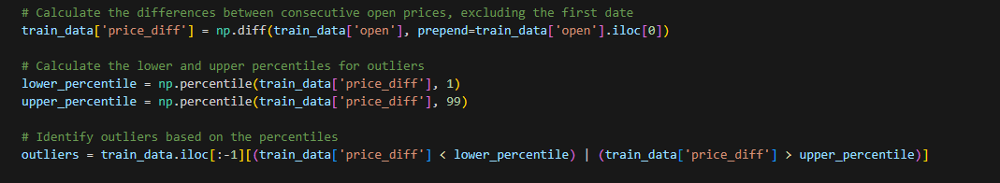 # Calculate the differences between consecutive open prices, excluding the first date
train_data['price_diff'] = np.diff(train_data['open'], prepend=train_data['open'].iloc[0])
# Calculate the lower and upper percentiles for outliers
lower_percentile = np.percentile(train_data['price_diff'], 1)
upper_percentile = np.percentile(train_data['price_diff'], 99)
# Identify outliers based on the percentiles
outliers = train_data.iloc[:-1][(train_data['price_diff'] < lower_percentile) | (train_data['price_diff'] > upper_percentile)]